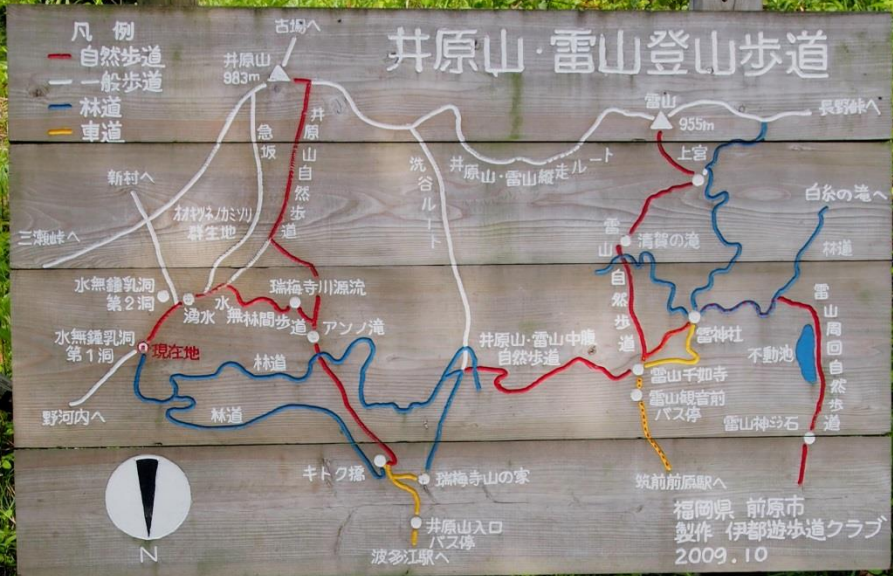 井原山・雷山登山歩道
凡例
自然歩道
一般歩道
林道
車道
古場へ
井原山
983m
雷山
955m
長野峠へ
上宮
急坂
井原山自然歩道
洗谷ルート
井原山・雷山縦走ルート
新村へ
オオキツネノカミソリ
群生地
三瀬峠へ
白糸の滝へ
林道
清賀の滝
雷山自然歩道
水無鍾乳洞
第2洞
湧水
水無林間歩道
瑞梅寺川源流
アンノ滝
水無鍾乳洞
第1洞
現在地
野河内へ
林道
林道
井原山・雷山中腹
自然歩道
雷神社
雷山千如寺
雷山観音前
バス停
不動池
雷山周回自然歩道
雷山神ごう石
キトク橋
瑞梅寺山の家
井原山入口
バス停
波多江駅へ
筑前前原駅へ
N
福岡県 前原市
製作 伊都遊歩道クラブ
2009.10